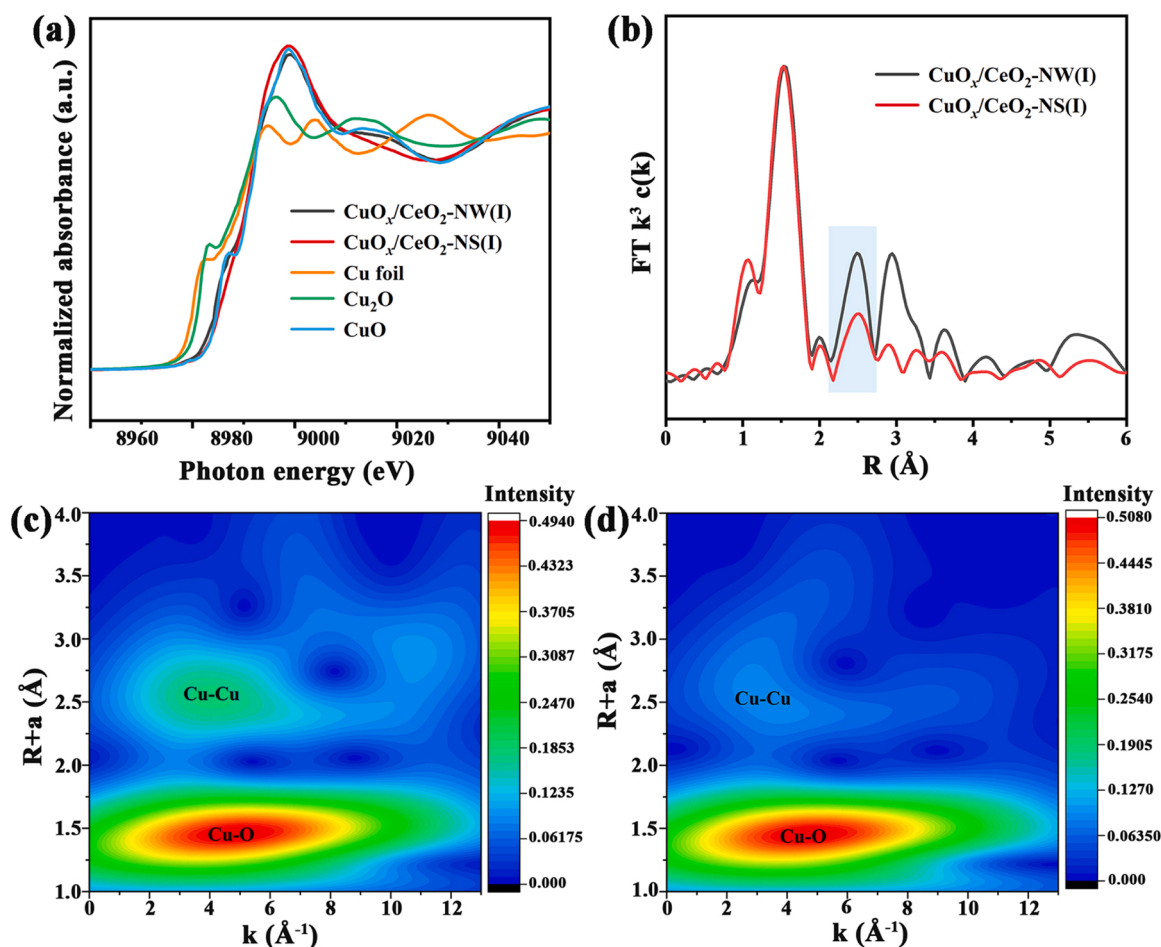 (a)
Normalized absorbance (a.u.)
CuOₓ/CeO₂-NW(I)
CuOₓ/CeO₂-NS(I)
Cu foil
Cu₂O
CuO
8960 8980 9000 9020 9040
Photon energy (eV)
(b)
FT k³ c(k)
CuOₓ/CeO₂-NW(I)
CuOₓ/CeO₂-NS(I)
0 1 2 3 4 5 6
R (Å)
(c)
R+a (Å)
4.0
3.5
3.0
2.5
2.0
1.5
1.0
Cu-Cu
Cu-O
0 2 4 6 8 10 12
k (Å⁻¹)
Intensity
0.4940
0.4323
0.3705
0.3087
0.2470
0.1853
0.1235
0.06175
0.000
(d)
R+a (Å)
4.0
3.5
3.0
2.5
2.0
1.5
1.0
Cu-Cu
Cu-O
0 2 4 6 8 10 12
k (Å⁻¹)
Intensity
0.5080
0.4445
0.3810
0.3175
0.2540
0.1905
0.1270
0.06350
0.000